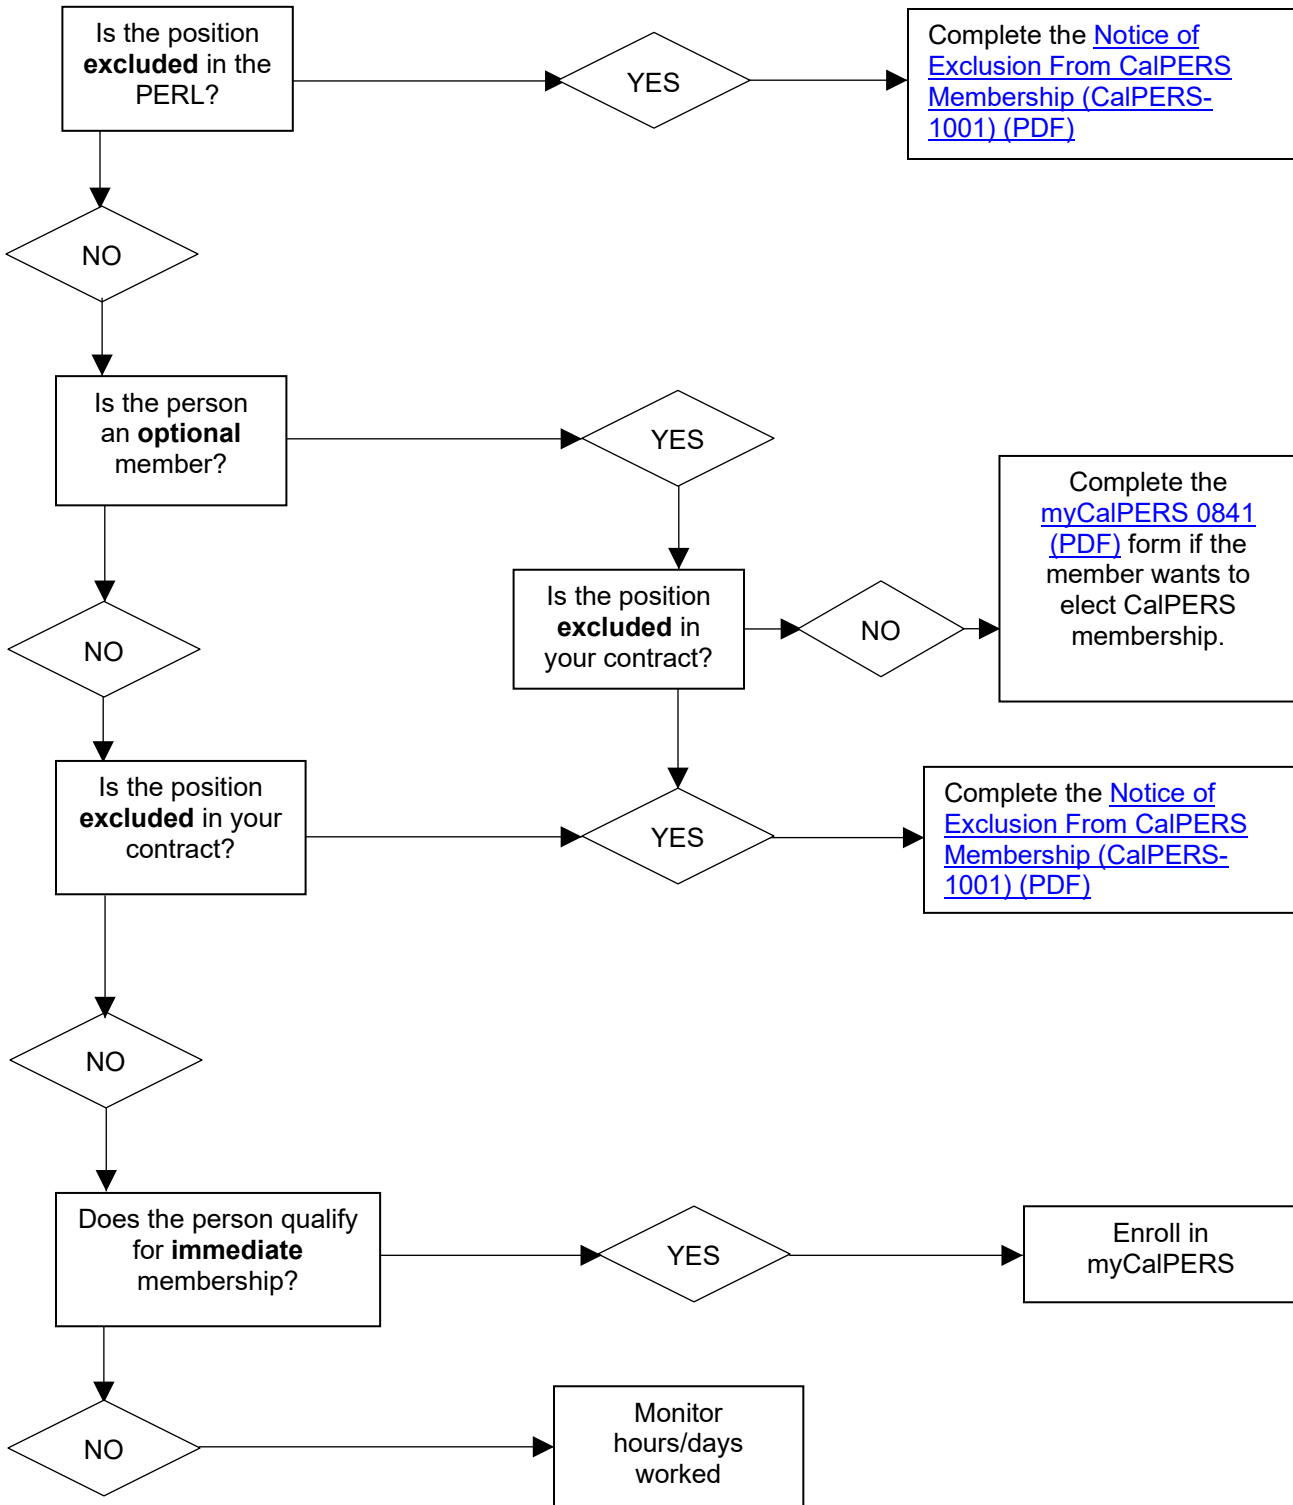 Is the position
excluded in the
PERL?
YES
Complete the Notice of
Exclusion From CalPERS
Membership (CalPERS-
1001) (PDF)
NO
Is the person
an optional
member?
YES
Complete the
myCalPERS 0841
(PDF) form if the
member wants to
elect CalPERS
membership.
Is the position
excluded in
your contract?
NO
NO
Is the position
excluded in your
contract?
YES
Complete the Notice of
Exclusion From CalPERS
Membership (CalPERS-
1001) (PDF)
NO
Does the person qualify
for immediate
membership?
YES
Enroll in
myCalPERS
NO
Monitor
hours/days
worked